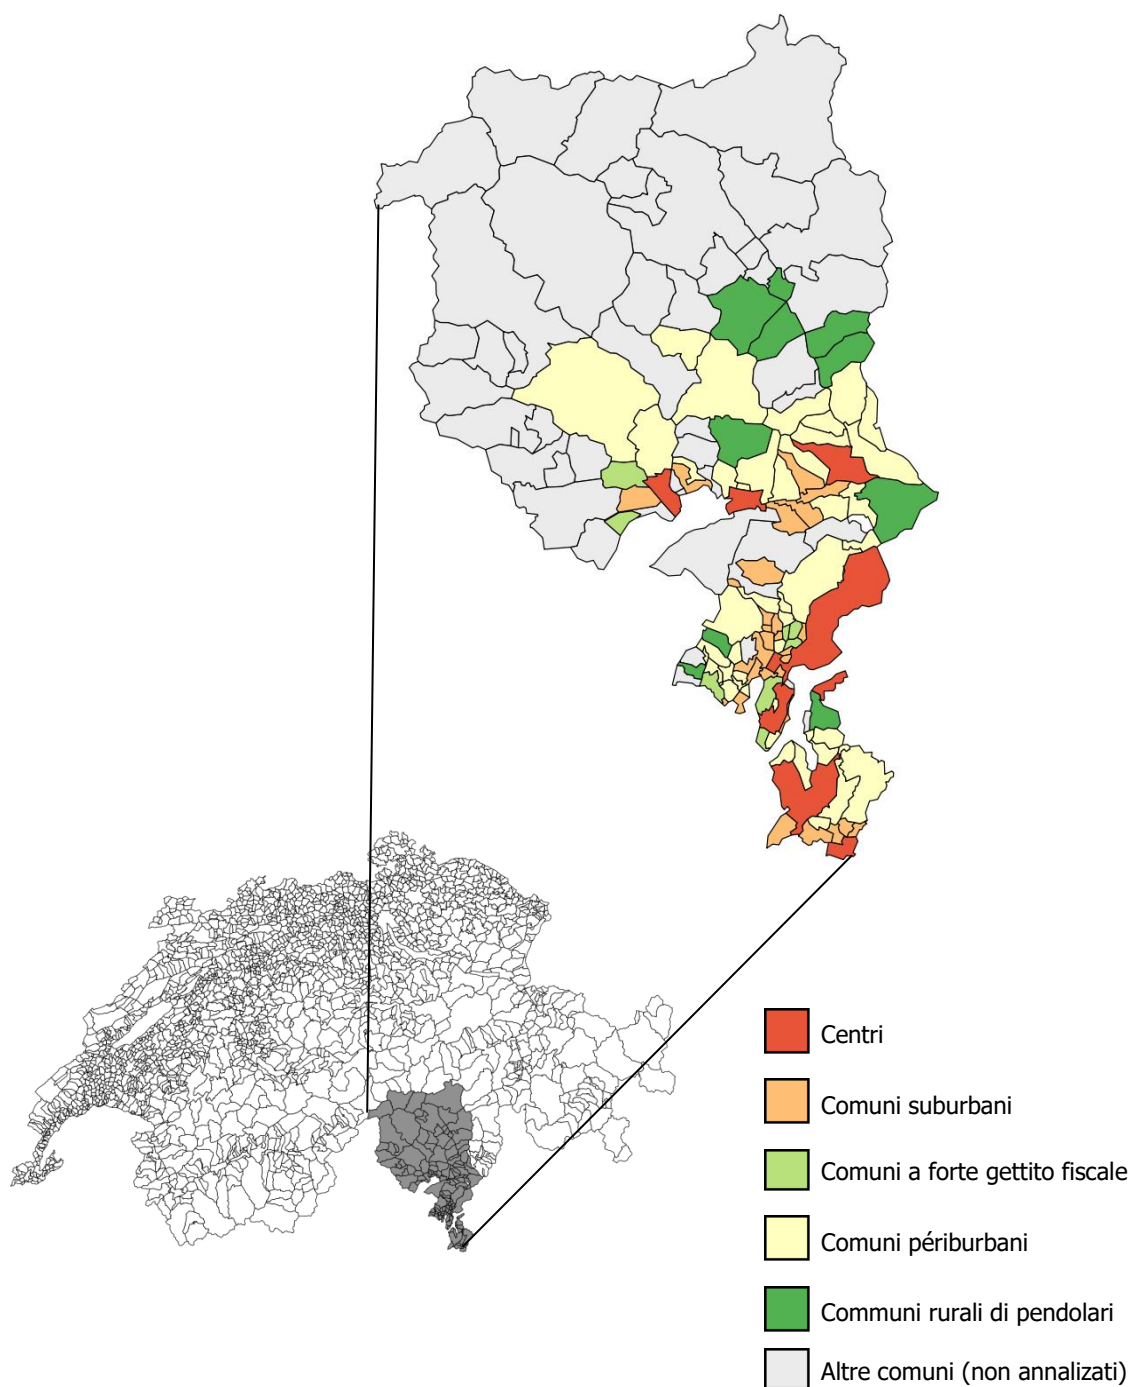 Centri
Comuni suburbani
Comuni a forte gettito fiscale
Comuni périburbani
Communi rurali di pendolari
Altre comuni (non annalizati)